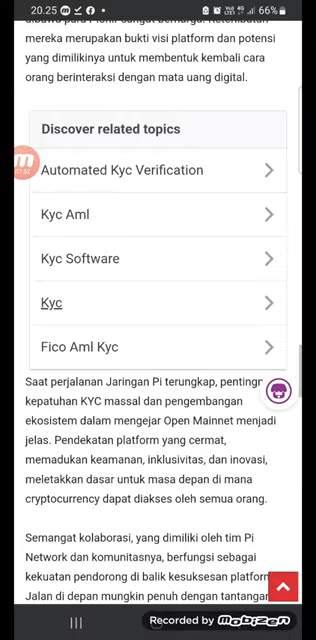 20.25
66%
mereka merupakan bukti visi platform dan potensi
yang dimilikinya untuk membentuk kembali cara
orang berinteraksi dengan mata uang digital.
Discover related topics
07:52
Automated Kyc Verification
Kyc Aml
Kyc Software
Kyc
Fico Aml Kyc
Saat perjalanan Jaringan Pi terungkap,
kepatuhan KYC massal dan pengembangan
ekosistem dalam mengejar Open Mainnet menjadi
jelas. Pendekatan platform yang cermat,
memadukan keamanan, inklusivitas, dan inovasi,
meletakkan dasar untuk masa depan di mana
cryptocurrency dapat diakses oleh semua orang.
Semangat kolaborasi, yang dimiliki oleh tim Pi
Network dan komunitasnya, berfungsi sebagai
kekuatan pendorong di balik kesuksesan
Jalan di depan mungkin penuh dengan
Recorded by Mobizen